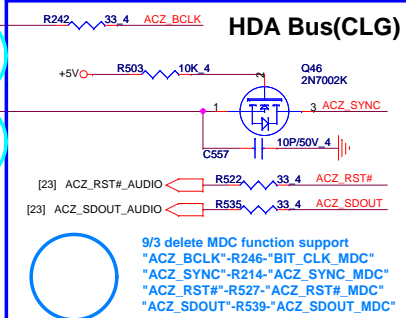 R242 33_4 ACZ_BCLK
HDA Bus(CLG)
+5V R503 10K_4
Q46
2N7002K
2
1 3 ACZ_SYNC
C557 10P/50V_4
[23] ACZ_RST#_AUDIO R522 33_4 ACZ_RST#
[23] ACZ_SDOUT_AUDIO R535 33_4 ACZ_SDOUT
9/3 delete MDC function support
"ACZ_BCLK"-R246-"BIT_CLK_MDC"
"ACZ_SYNC"-R214-"ACZ_SYNC_MDC"
"ACZ_RST#"-R527-"ACZ_RST#_MDC"
"ACZ_SDOUT"-R539-"ACZ_SDOUT_MDC"